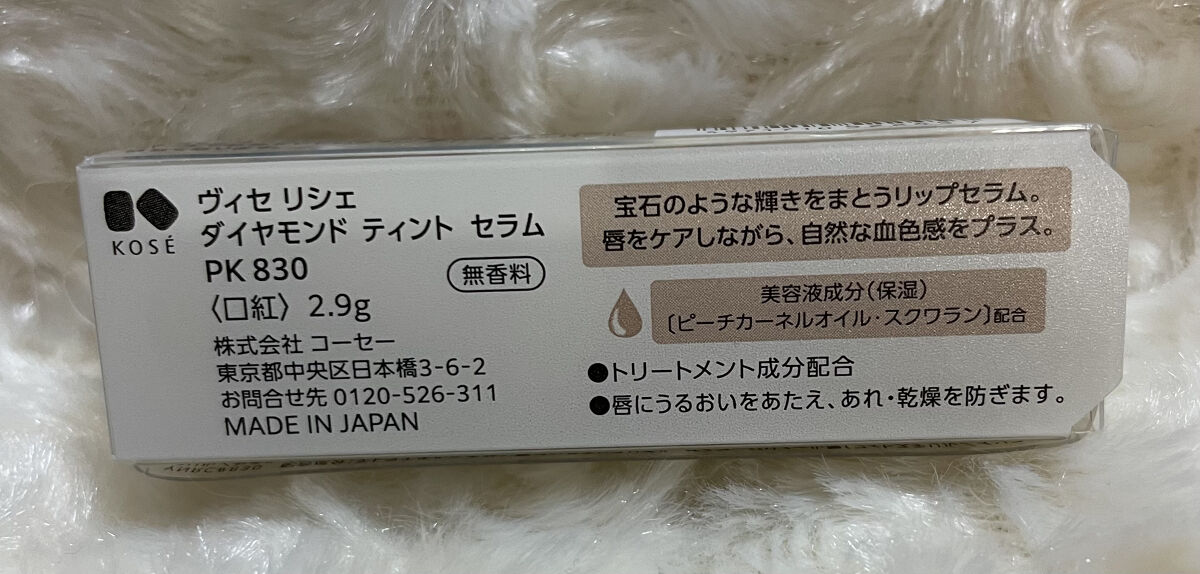 KOSÉ
ヴィセ リシェ
ダイヤモンド ティント セラム
PK 830
無香料
〈口紅〉 2.9g
株式会社 コーセー
東京都中央区日本橋3-6-2
お問合せ先 0120-526-311
MADE IN JAPAN
宝石のような輝きをまとうリップセラム。
唇をケアしながら、自然な血色感をプラス。
美容液成分(保湿)
〔ピーチカーネルオイル・スクワラン〕配合
●トリートメント成分配合
●唇にうるおいをあたえ、あれ・乾燥を防ぎます。